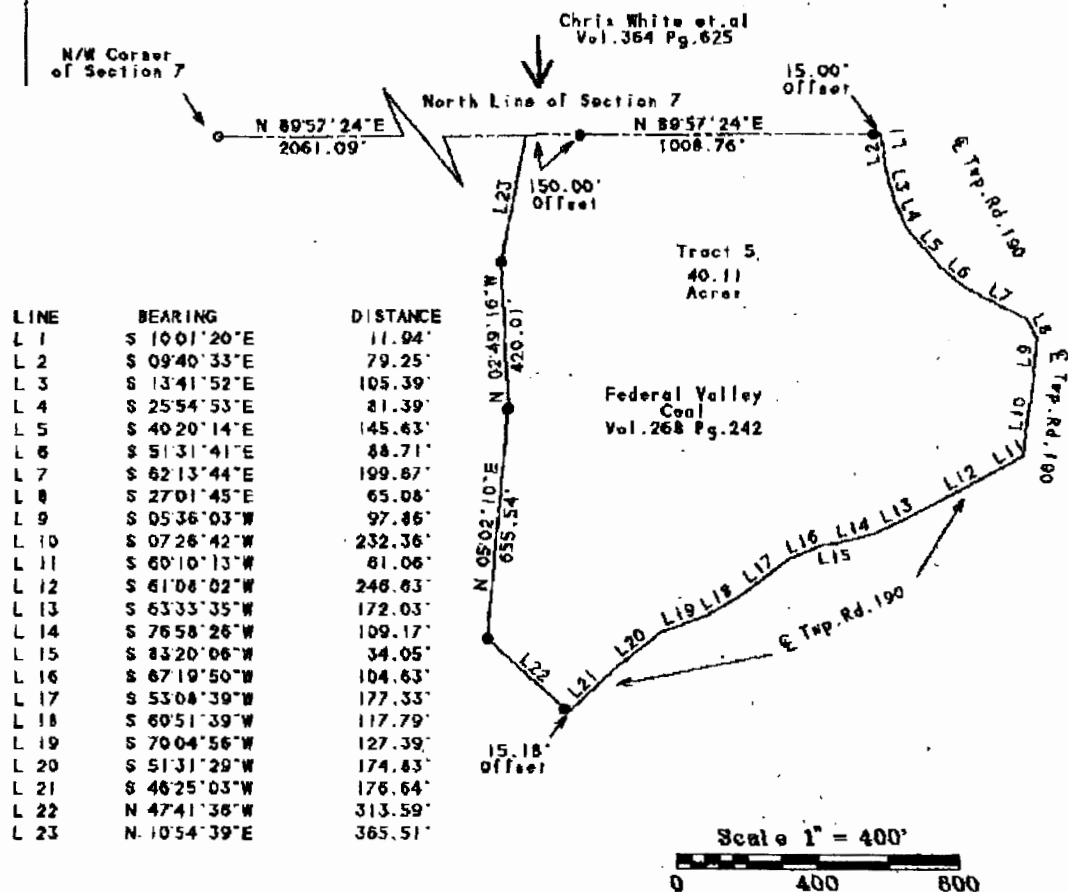 Chris White et.al
Vol.364 Pg.625
N/W Corner
of Section 7
15.00'
Offset
North Line of Section 7
N 89°57'24"E
2061.09'
N 89°57'24"E
1008.76'
150.00'
Offset
L1
L2
L3
L4
L5
L6
L7
L8
L9
L10
L11
L12
L13
L14
L15
L16
L17
L18
L19
L20
L21
L22
L23
℄ Twp.Rd.190
℄ Twp.Rd.190
℄ Twp.Rd.190
Tract 5
40.11
Acres
N 02°49'16"W
420.01'
Federal Valley
Coal
Vol.268 Pg.242
N 05°02'10"E
655.54'
15.18'
Offset
LINE BEARING DISTANCE
L 1 S 10°01'20"E 11.94'
L 2 S 09°40'33"E 79.25'
L 3 S 13°41'52"E 105.39'
L 4 S 25°54'53"E 81.39'
L 5 S 40°20'14"E 145.63'
L 6 S 51°31'41"E 88.71'
L 7 S 62°13'44"E 199.87'
L 8 S 27°01'45"E 65.08'
L 9 S 05°36'03"W 97.86'
L 10 S 07°26'42"W 232.36'
L 11 S 60°10'13"W 81.06'
L 12 S 61°08'02"W 246.63'
L 13 S 63°33'35"W 172.03'
L 14 S 76°58'26"W 109.17'
L 15 S 83°20'06"W 34.05'
L 16 S 67°19'50"W 104.63'
L 17 S 53°08'39"W 177.33'
L 18 S 60°51'39"W 117.79'
L 19 S 70°04'56"W 127.39'
L 20 S 51°31'29"W 174.83'
L 21 S 46°25'03"W 176.64'
L 22 N 47°41'36"W 313.59'
L 23 N 10°54'39"E 365.51'
Scale 1" = 400'
0 400 800